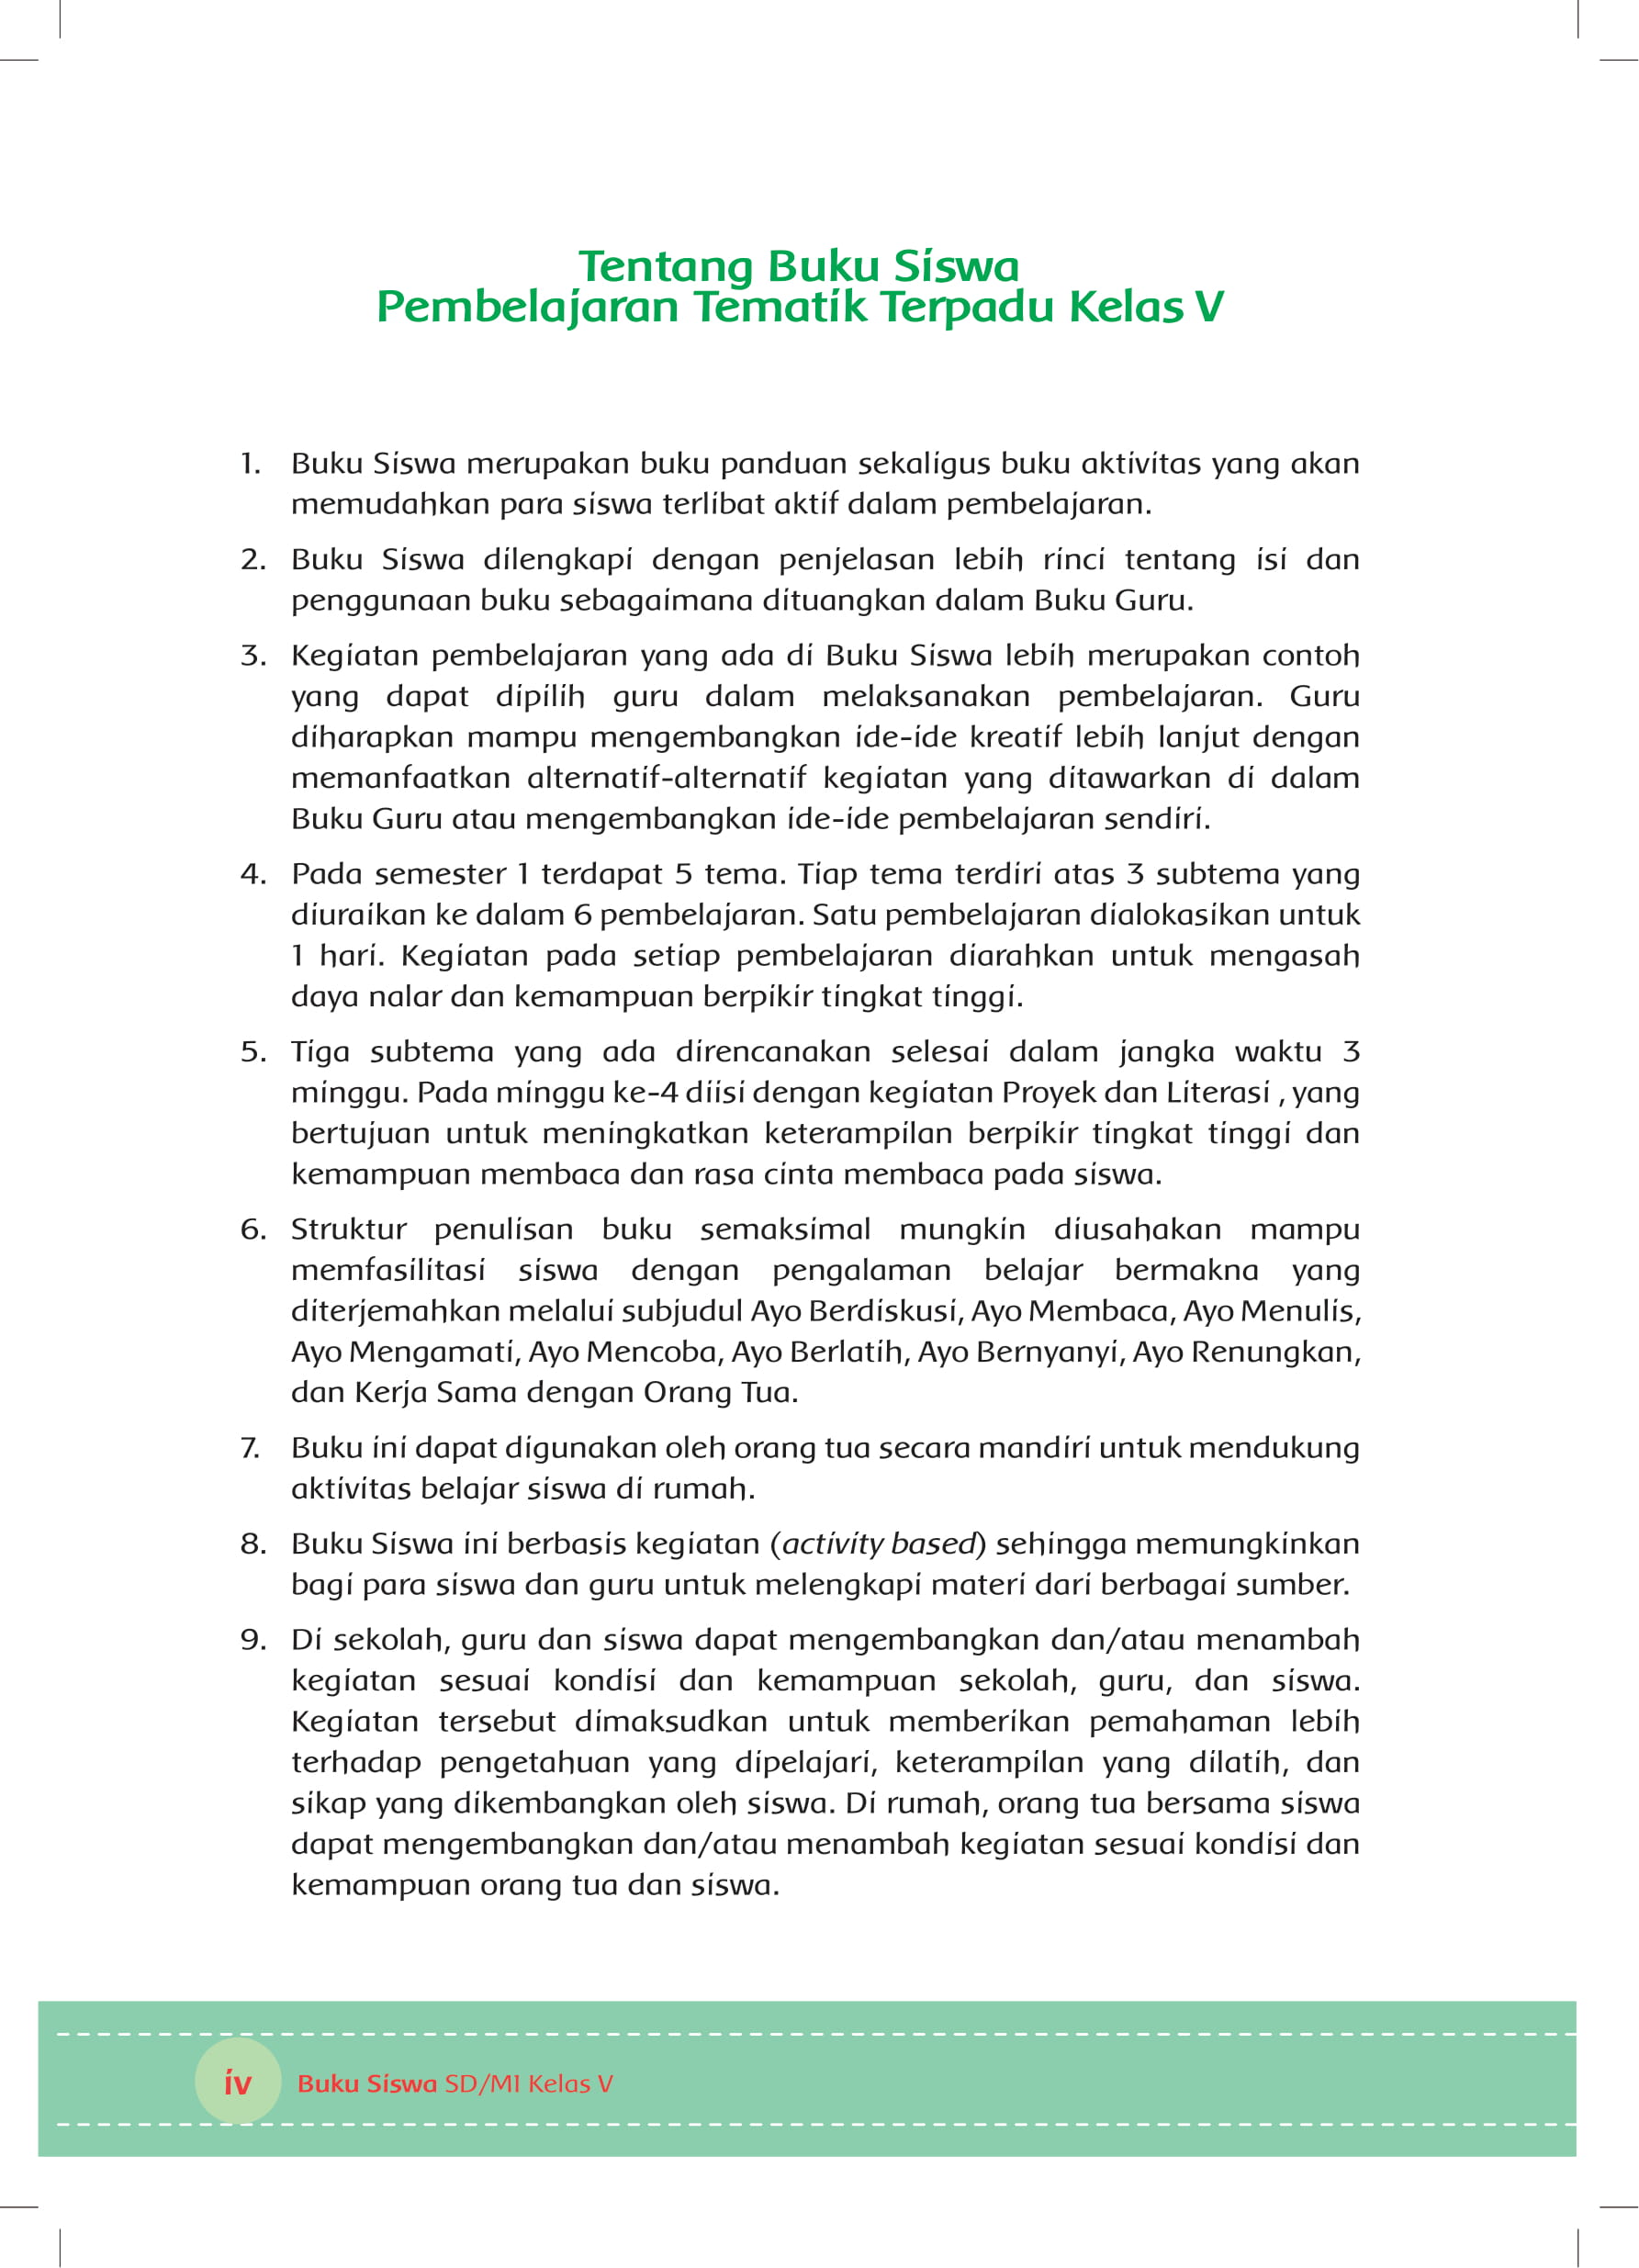 Tentang Buku Siswa
Pembelajaran Tematik Terpadu Kelas V
1. Buku Siswa merupakan buku panduan sekaligus buku aktivitas yang akan
memudahkan para siswa terlibat aktif dalam pembelajaran.
2. Buku Siswa dilengkapi dengan penjelasan lebih rinci tentang isi dan
penggunaan buku sebagaimana dituangkan dalam Buku Guru.
3. Kegiatan pembelajaran yang ada di Buku Siswa lebih merupakan contoh
yang dapat dipilih guru dalam melaksanakan pembelajaran. Guru
diharapkan mampu mengembangkan ide-ide kreatif lebih lanjut dengan
memanfaatkan alternatif-alternatif kegiatan yang ditawarkan di dalam
Buku Guru atau mengembangkan ide-ide pembelajaran sendiri.
4. Pada semester 1 terdapat 5 tema. Tiap tema terdiri atas 3 subtema yang
diuraikan ke dalam 6 pembelajaran. Satu pembelajaran dialokasikan untuk
1 hari. Kegiatan pada setiap pembelajaran diarahkan untuk mengasah
daya nalar dan kemampuan berpikir tingkat tinggi.
5. Tiga subtema yang ada direncanakan selesai dalam jangka waktu 3
minggu. Pada minggu ke-4 diisi dengan kegiatan Proyek dan Literasi , yang
bertujuan untuk meningkatkan keterampilan berpikir tingkat tinggi dan
kemampuan membaca dan rasa cinta membaca pada siswa.
6. Struktur penulisan buku semaksimal mungkin diusahakan mampu
memfasilitasi siswa dengan pengalaman belajar bermakna yang
diterjemahkan melalui subjudul Ayo Berdiskusi, Ayo Membaca, Ayo Menulis,
Ayo Mengamati, Ayo Mencoba, Ayo Berlatih, Ayo Bernyanyi, Ayo Renungkan,
dan Kerja Sama dengan Orang Tua.
7. Buku ini dapat digunakan oleh orang tua secara mandiri untuk mendukung
aktivitas belajar siswa di rumah.
8. Buku Siswa ini berbasis kegiatan (activity based) sehingga memungkinkan
bagi para siswa dan guru untuk melengkapi materi dari berbagai sumber.
9. Di sekolah, guru dan siswa dapat mengembangkan dan/atau menambah
kegiatan sesuai kondisi dan kemampuan sekolah, guru, dan siswa.
Kegiatan tersebut dimaksudkan untuk memberikan pemahaman lebih
terhadap pengetahuan yang dipelajari, keterampilan yang dilatih, dan
sikap yang dikembangkan oleh siswa. Di rumah, orang tua bersama siswa
dapat mengembangkan dan/atau menambah kegiatan sesuai kondisi dan
kemampuan orang tua dan siswa.
iv Buku Siswa SD/MI Kelas V